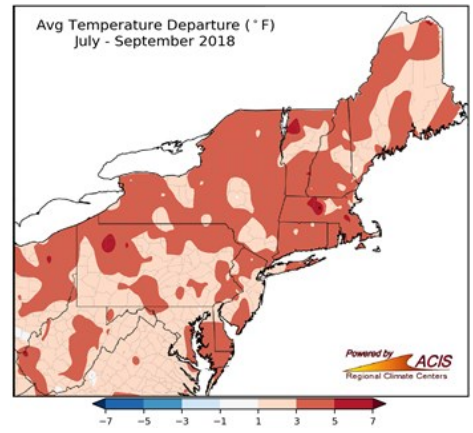 Avg Temperature Departure (°F)
July - September 2018
Powered by
ACIS
Regional Climate Centers
-7 -5 -3 -1 1 3 5 7